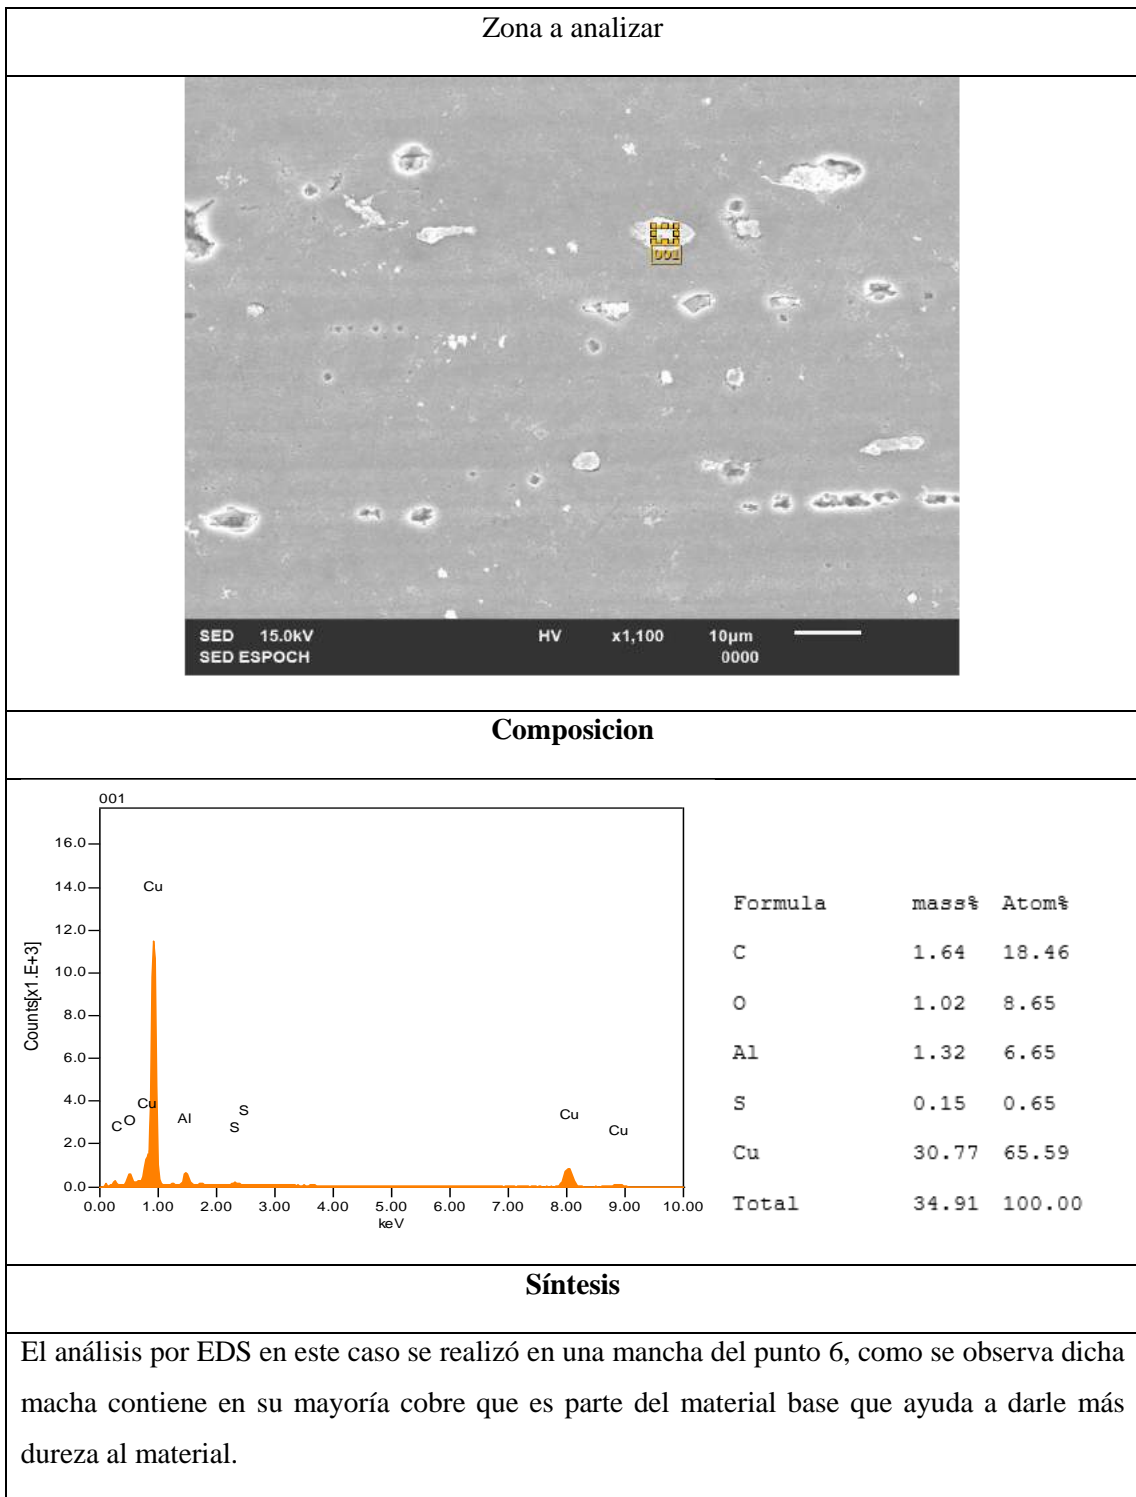 Zona a analizar
001
SED 15.0kV HV x1,100 10µm
SED ESPOCH 0000
Composicion
001
16.0
14.0
12.0
10.0
8.0
6.0
4.0
2.0
0.0
Counts[x1.E+3]
Cu
Cu
C
O
Al
S
S
Cu
Cu
0.00 1.00 2.00 3.00 4.00 5.00 6.00 7.00 8.00 9.00 10.00
keV
Formula mass% Atom%
C 1.64 18.46
O 1.02 8.65
Al 1.32 6.65
S 0.15 0.65
Cu 30.77 65.59
Total 34.91 100.00
Síntesis
El análisis por EDS en este caso se realizó en una mancha del punto 6, como se observa dicha
macha contiene en su mayoría cobre que es parte del material base que ayuda a darle más
dureza al material.